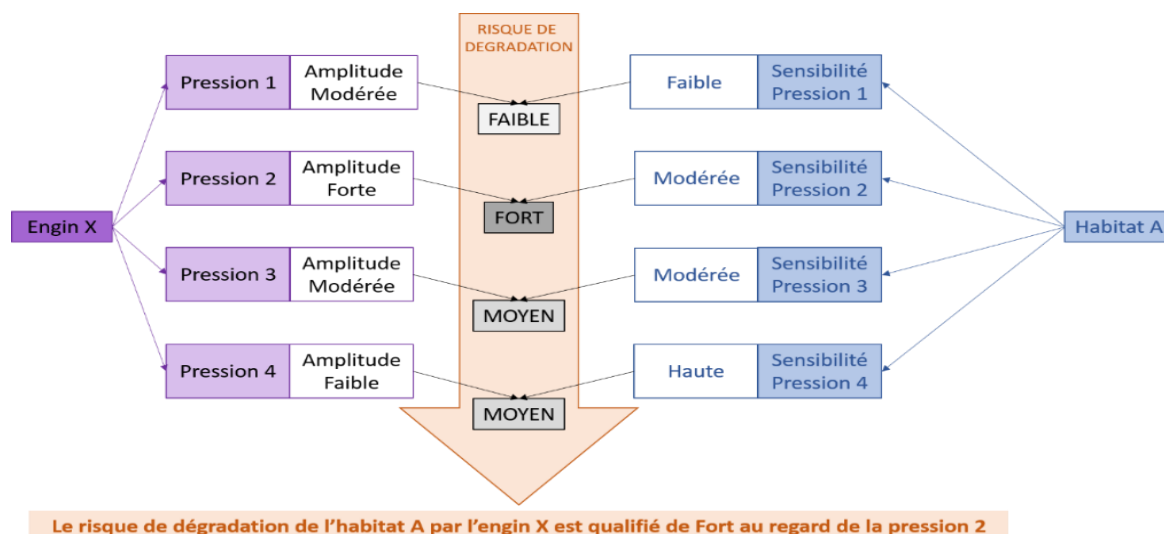 RISQUE DE
DEGRADATION
Pression 1
Amplitude
Modérée
FAIBLE
Faible
Sensibilité
Pression 1
Pression 2
Amplitude
Forte
FORT
Modérée
Sensibilité
Pression 2
Engin X
Habitat A
Pression 3
Amplitude
Modérée
MOYEN
Modérée
Sensibilité
Pression 3
Pression 4
Amplitude
Faible
MOYEN
Haute
Sensibilité
Pression 4
Le risque de dégradation de l'habitat A par l'engin X est qualifié de Fort au regard de la pression 2